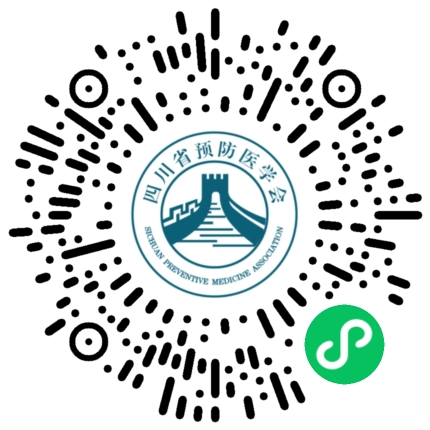 四川省预防医学会
SICHUAN PREVENTIVE MEDICINE ASSOCIATION